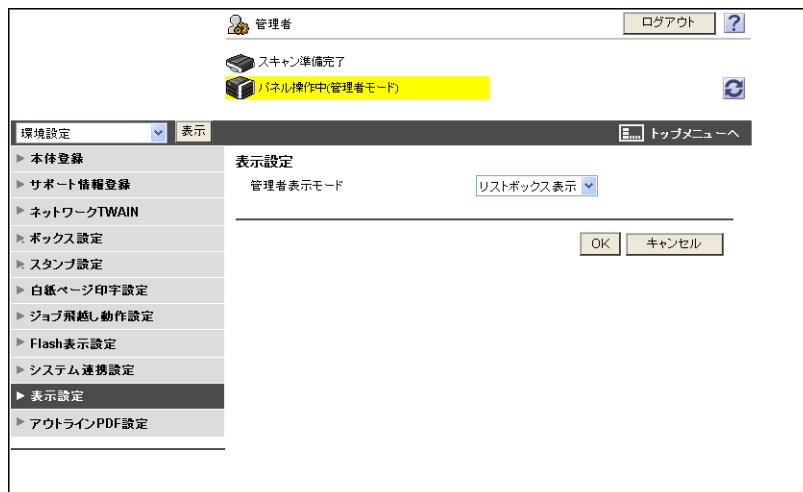 管理者
ログアウト
?
スキャン準備完了
パネル操作中(管理者モード)
環境設定
表示
トップメニューへ
本体登録
サポート情報登録
ネットワークTWAIN
ボックス設定
スタンプ設定
白紙ページ印字設定
ジョブ飛越し動作設定
Flash表示設定
システム連携設定
表示設定
アウトラインPDF設定
表示設定
管理者表示モード
リストボックス表示
OK
キャンセル